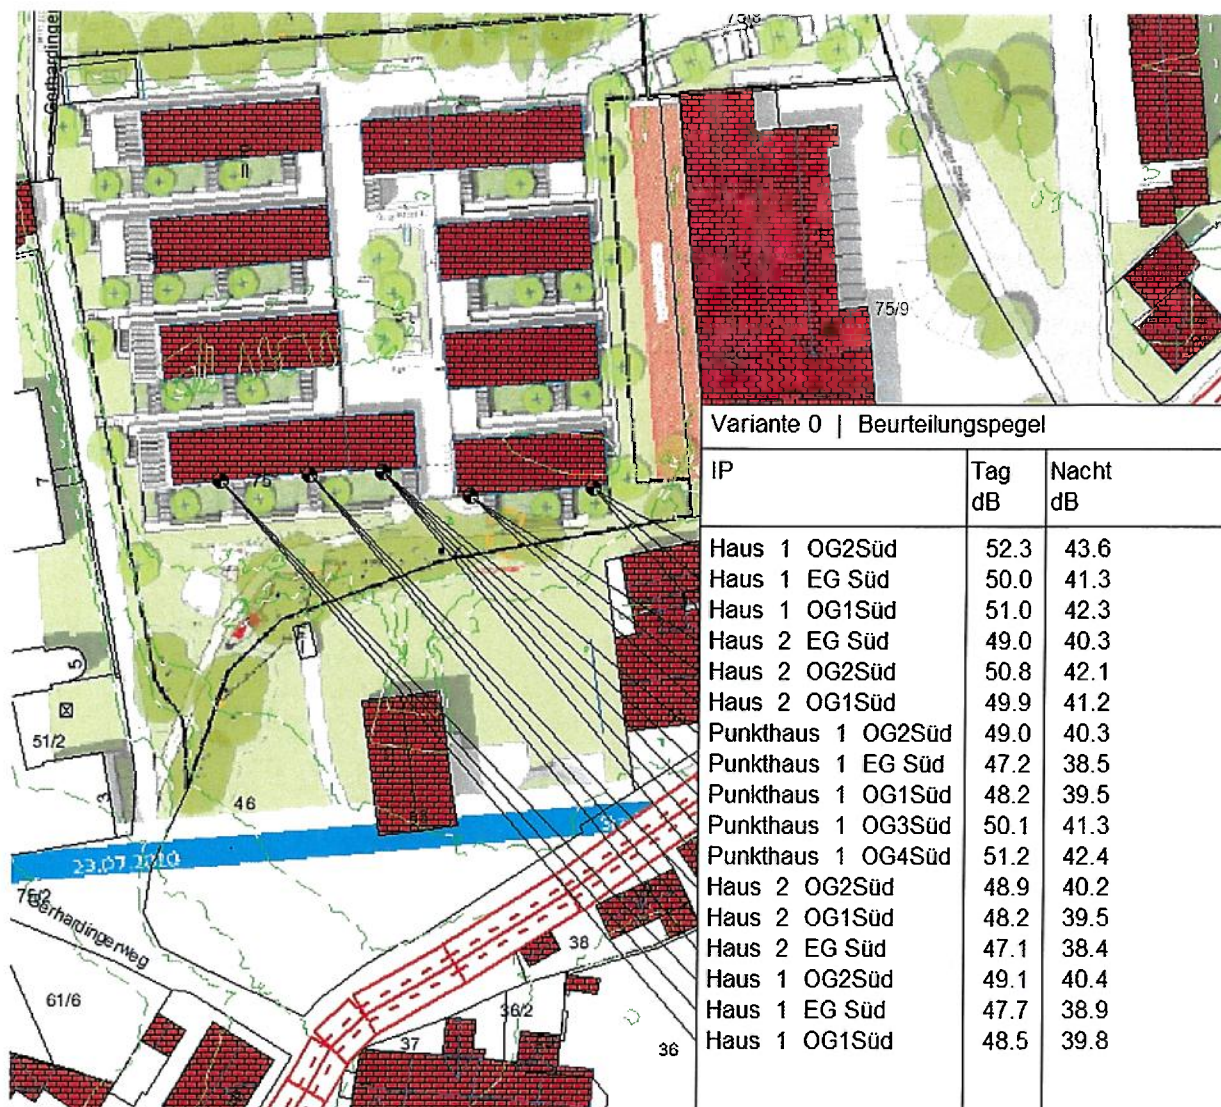 Gerhardinger
75/8
75/9
7
75
5
51/2
3
46
23.07.2010
75/2
Gerhardingerweg
61/6
38
36/2
37
36
Variante 0 | Beurteilungspegel
IP Tag dB Nacht dB
Haus 1 OG2Süd 52.3 43.6
Haus 1 EG Süd 50.0 41.3
Haus 1 OG1Süd 51.0 42.3
Haus 2 EG Süd 49.0 40.3
Haus 2 OG2Süd 50.8 42.1
Haus 2 OG1Süd 49.9 41.2
Punkthaus 1 OG2Süd 49.0 40.3
Punkthaus 1 EG Süd 47.2 38.5
Punkthaus 1 OG1Süd 48.2 39.5
Punkthaus 1 OG3Süd 50.1 41.3
Punkthaus 1 OG4Süd 51.2 42.4
Haus 2 OG2Süd 48.9 40.2
Haus 2 OG1Süd 48.2 39.5
Haus 2 EG Süd 47.1 38.4
Haus 1 OG2Süd 49.1 40.4
Haus 1 EG Süd 47.7 38.9
Haus 1 OG1Süd 48.5 39.8